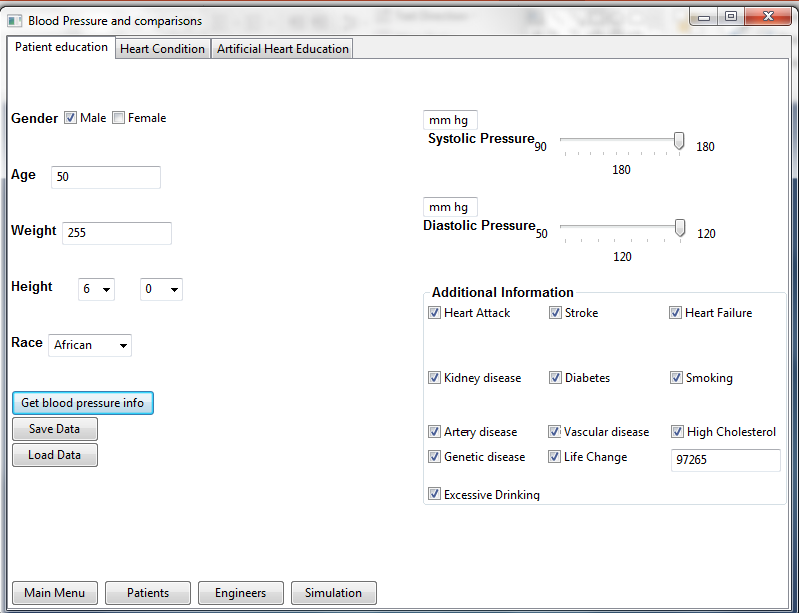 Blood Pressure and comparisons
Patient education Heart Condition Artificial Heart Education
Gender Male Female
Age 50
Weight 255
Height 6 0
Race African
Get blood pressure info
Save Data
Load Data
mm hg
Systolic Pressure 90 180
180
mm hg
Diastolic Pressure 50 120
120
Additional Information
Heart Attack Stroke Heart Failure
Kidney disease Diabetes Smoking
Artery disease Vascular disease High Cholesterol
Genetic disease Life Change 97265
Excessive Drinking
Main Menu Patients Engineers Simulation